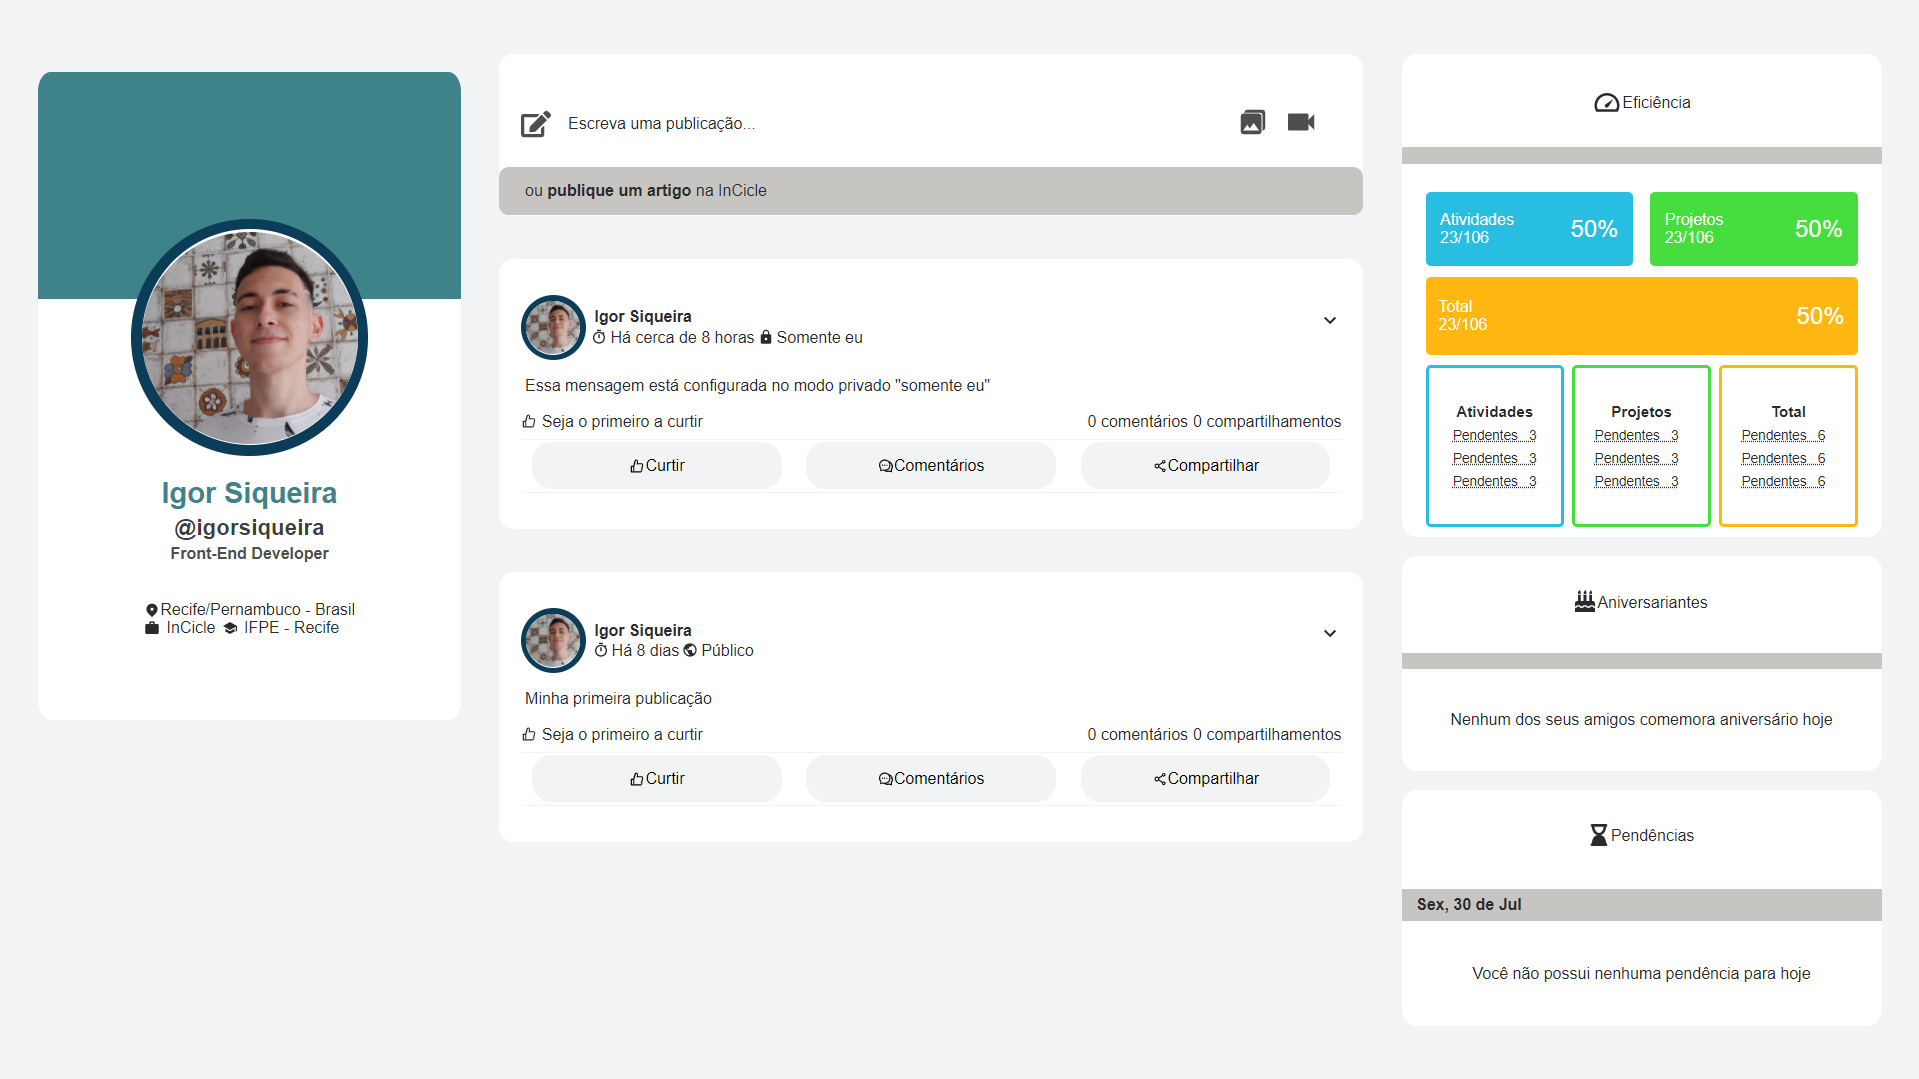 Igor Siqueira
@igorsiqueira
Front-End Developer
Recife/Pernambuco - Brasil
InCicle IFPE - Recife
Escreva uma publicação...
ou publique um artigo na InCicle
Igor Siqueira
Há cerca de 8 horas Somente eu
Essa mensagem está configurada no modo privado "somente eu"
Seja o primeiro a curtir 0 comentários 0 compartilhamentos
Curtir Comentários Compartilhar
Igor Siqueira
Há 8 dias Público
Minha primeira publicação
Seja o primeiro a curtir 0 comentários 0 compartilhamentos
Curtir Comentários Compartilhar
Eficiência
Atividades
23/106
50%
Projetos
23/106
50%
Total
23/106
50%
Atividades
Pendentes 3
Pendentes 3
Pendentes 3
Projetos
Pendentes 3
Pendentes 3
Pendentes 3
Total
Pendentes 6
Pendentes 6
Pendentes 6
Aniversariantes
Nenhum dos seus amigos comemora aniversário hoje
Pendências
Sex, 30 de Jul
Você não possui nenhuma pendência para hoje